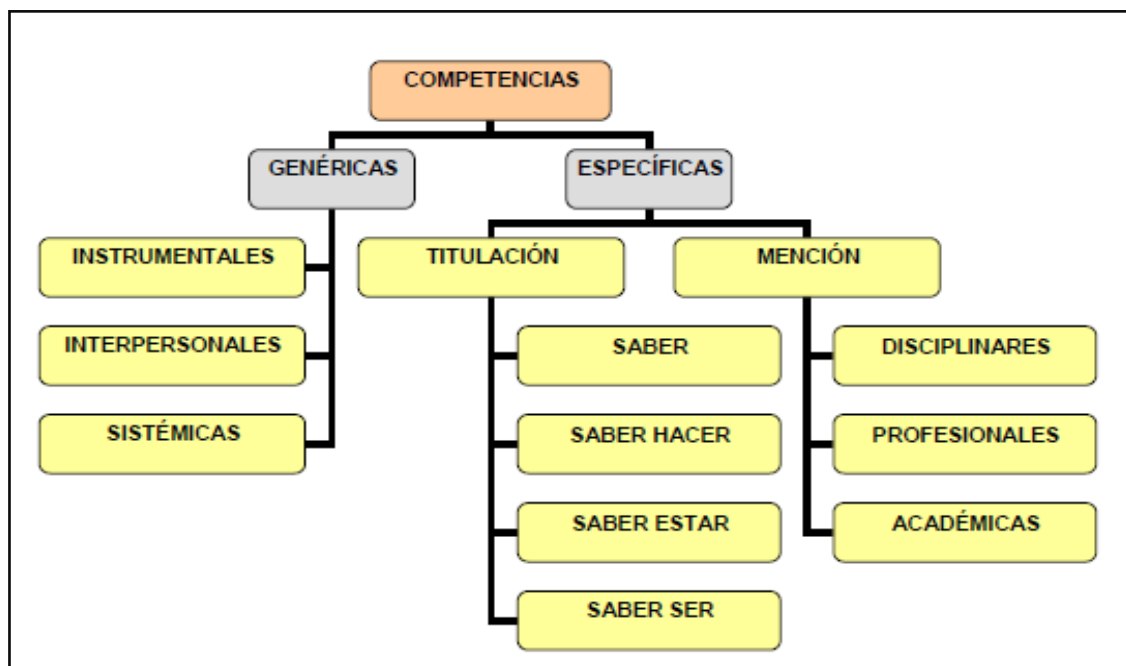 COMPETENCIAS
GENÉRICAS
ESPECÍFICAS
INSTRUMENTALES
INTERPERSONALES
SISTÉMICAS
TITULACIÓN
SABER
SABER HACER
SABER ESTAR
SABER SER
MENCIÓN
DISCIPLINARES
PROFESIONALES
ACADÉMICAS